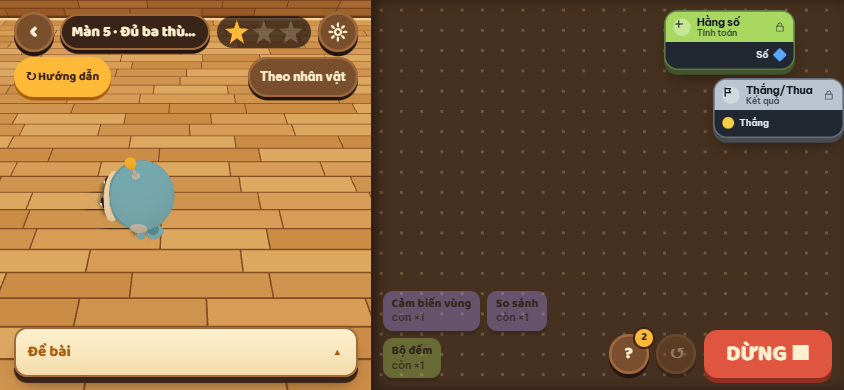 Màn 5 · Đủ ba thù...
Hướng dẫn
Theo nhân vật
Đề bài
Hằng số
Tính toán
Số
Thắng/Thua
Kết quả
Thắng
Cảm biến vùng
còn ×1
So sánh
còn ×1
Bộ đếm
còn ×1
?
2
DỪNG